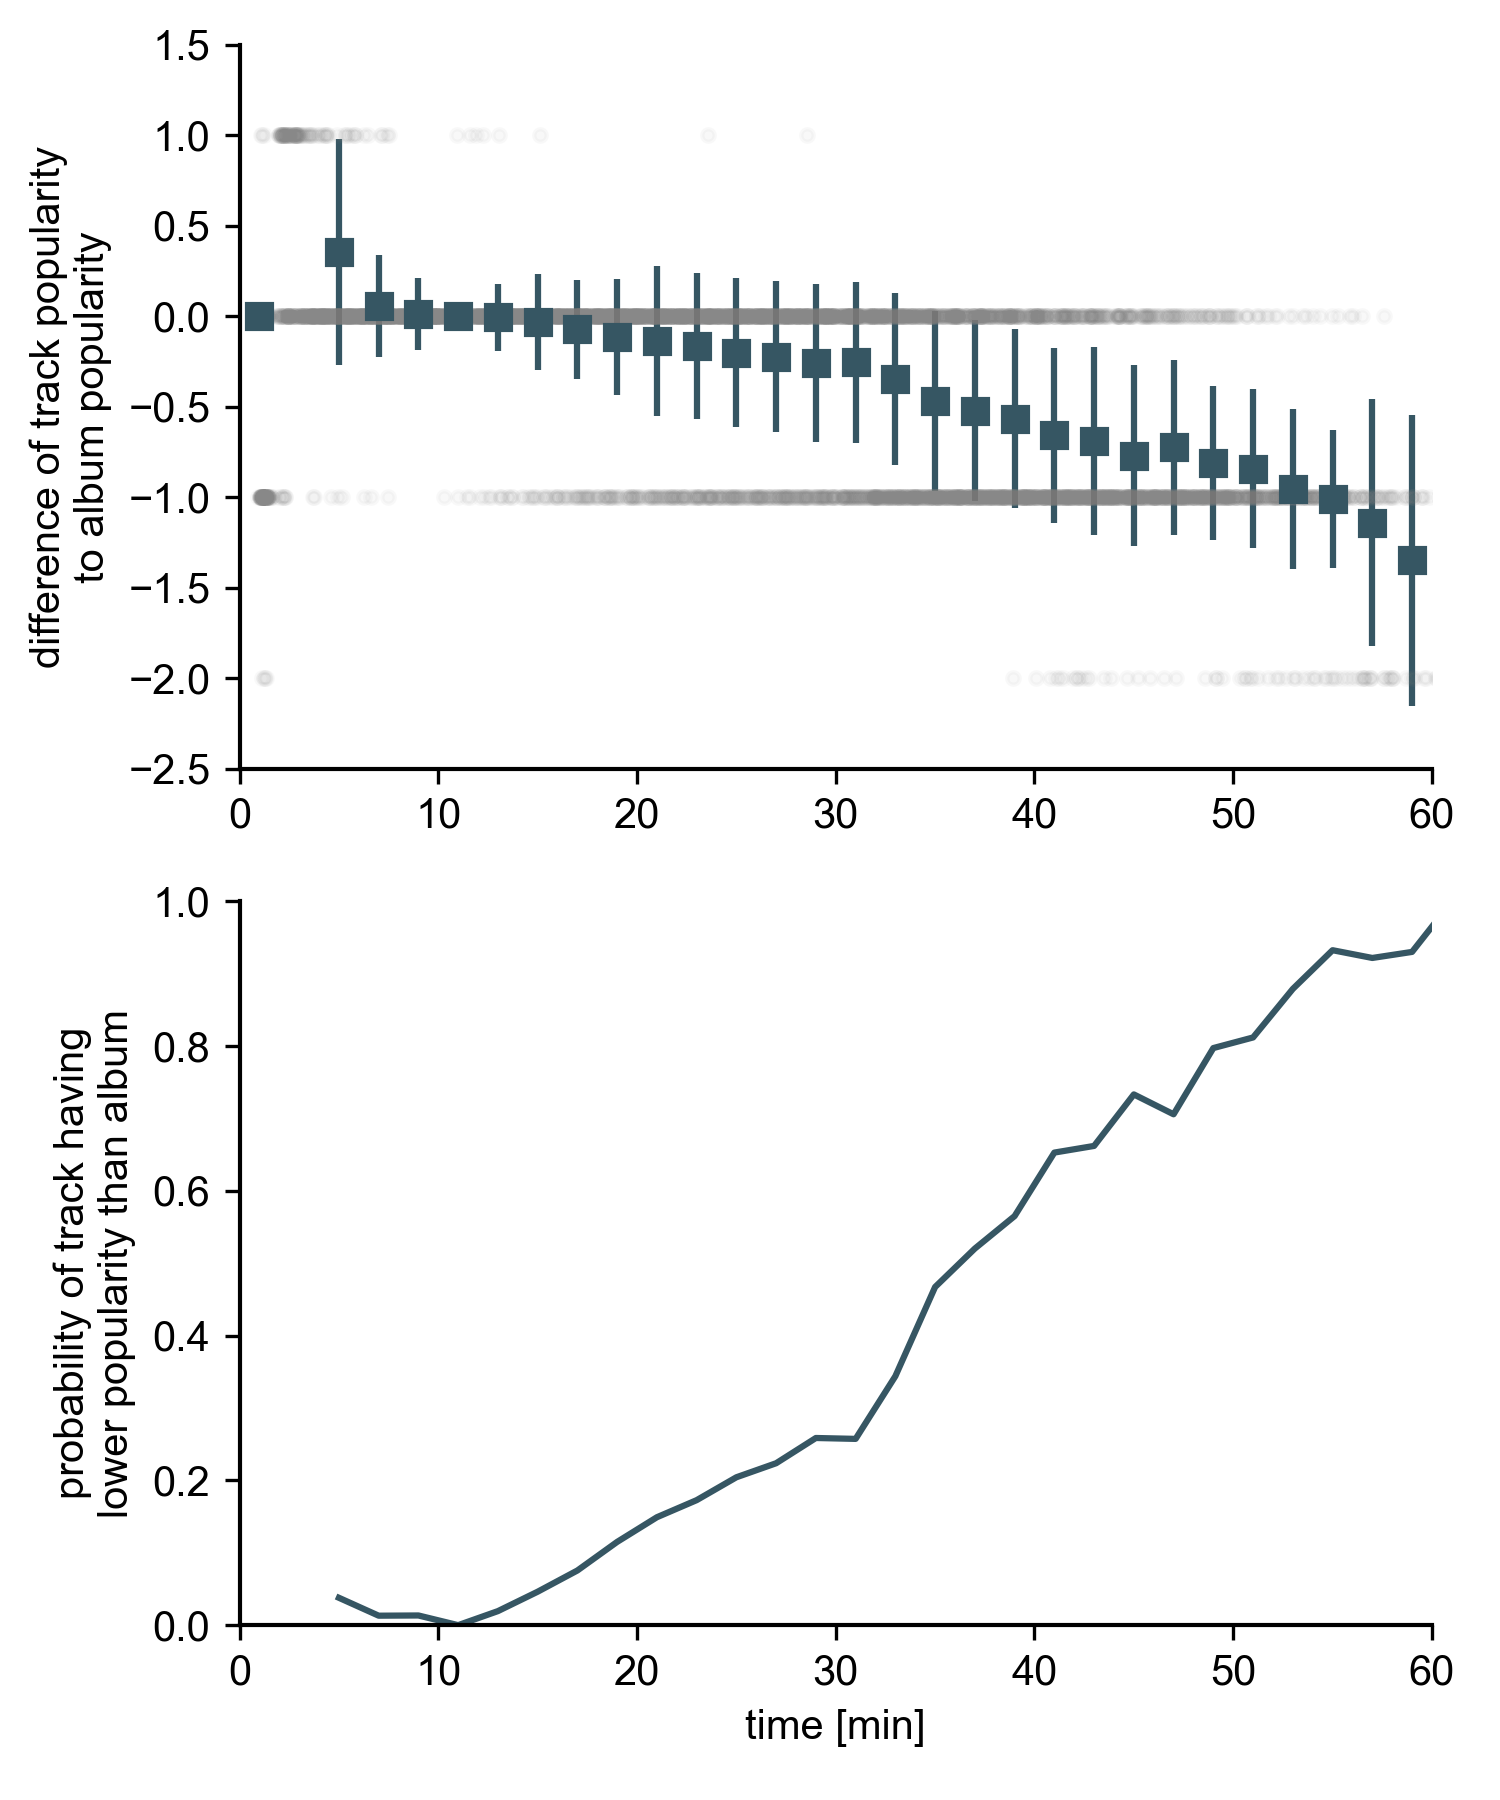 1.5
1.0
0.5
0.0
−0.5
−1.0
−1.5
−2.0
−2.5
difference of track popularity
to album popularity
0 10 20 30 40 50 60
1.0
0.8
0.6
0.4
0.2
0.0
probability of track having
lower popularity than album
0 10 20 30 40 50 60
time [min]